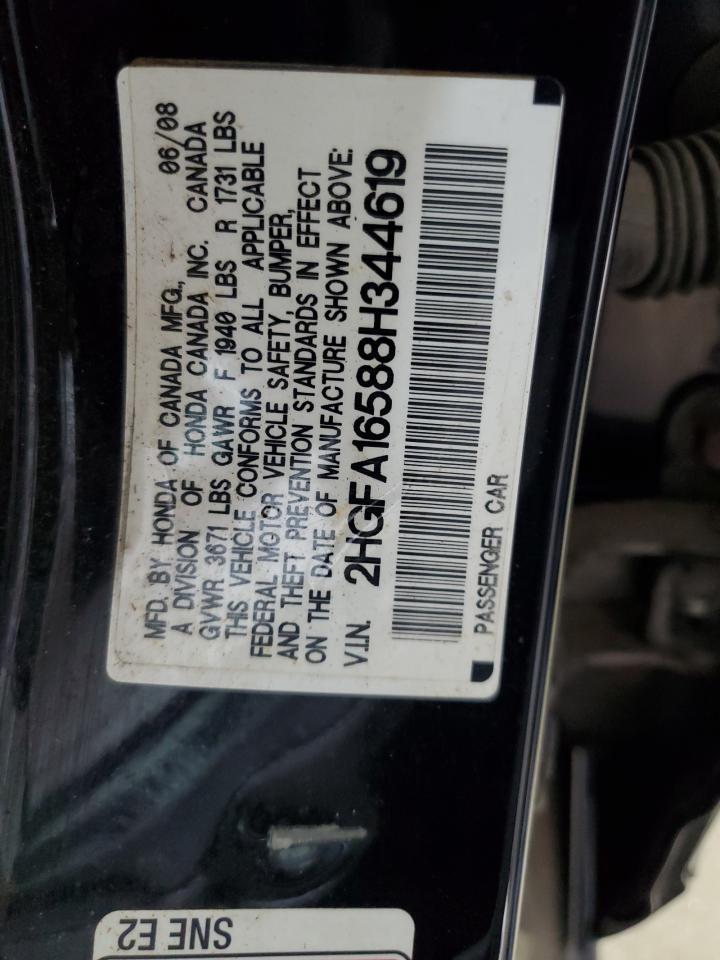 MFD. BY HONDA OF CANADA MFG., 06/08
A DIVISION OF HONDA CANADA, INC. CANADA
GVWR 3671 LBS GAWR F 1940 LBS R 1731 LBS
THIS VEHICLE CONFORMS TO ALL APPLICABLE
FEDERAL MOTOR VEHICLE SAFETY, BUMPER,
AND THEFT PREVENTION STANDARDS IN EFFECT
ON THE DATE OF MANUFACTURE SHOWN ABOVE.
V.I.N. 2HGFA16588H344619
PASSENGER CAR
SNE E2